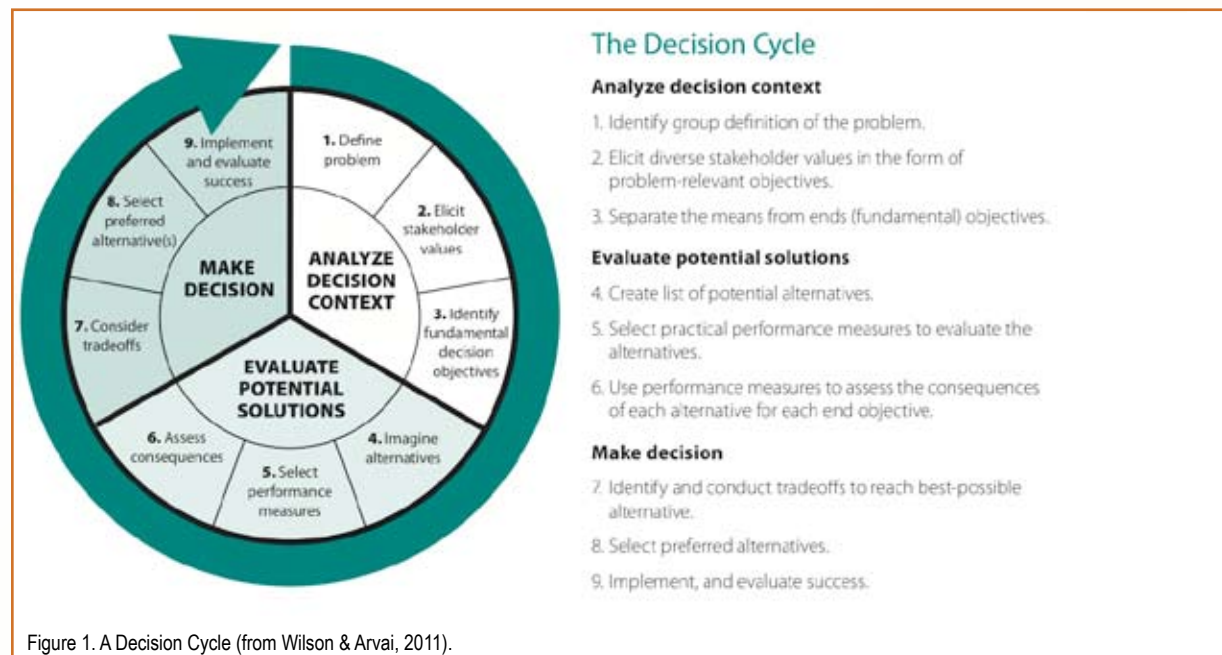 9. Implement
and evaluate
success
1. Define
problem
8. Select
preferred
alternative(s)
2. Elicit
stakeholder
values
MAKE
DECISION
ANALYZE
DECISION
CONTEXT
7. Consider
tradeoffs
3. Identify
fundamental
decision
objectives
EVALUATE
POTENTIAL
SOLUTIONS
6. Assess
consequences
4. Imagine
alternatives
5. Select
performance
measures
The Decision Cycle
Analyze decision context
1. Identify group definition of the problem.
2. Elicit diverse stakeholder values in the form of
problem-relevant objectives.
3. Separate the means from ends (fundamental) objectives.
Evaluate potential solutions
4. Create list of potential alternatives.
5. Select practical performance measures to evaluate the
alternatives.
6. Use performance measures to assess the consequences
of each alternative for each end objective.
Make decision
7. Identify and conduct tradeoffs to reach best-possible
alternative.
8. Select preferred alternatives.
9. Implement, and evaluate success.
Figure 1. A Decision Cycle (from Wilson & Arvai, 2011).